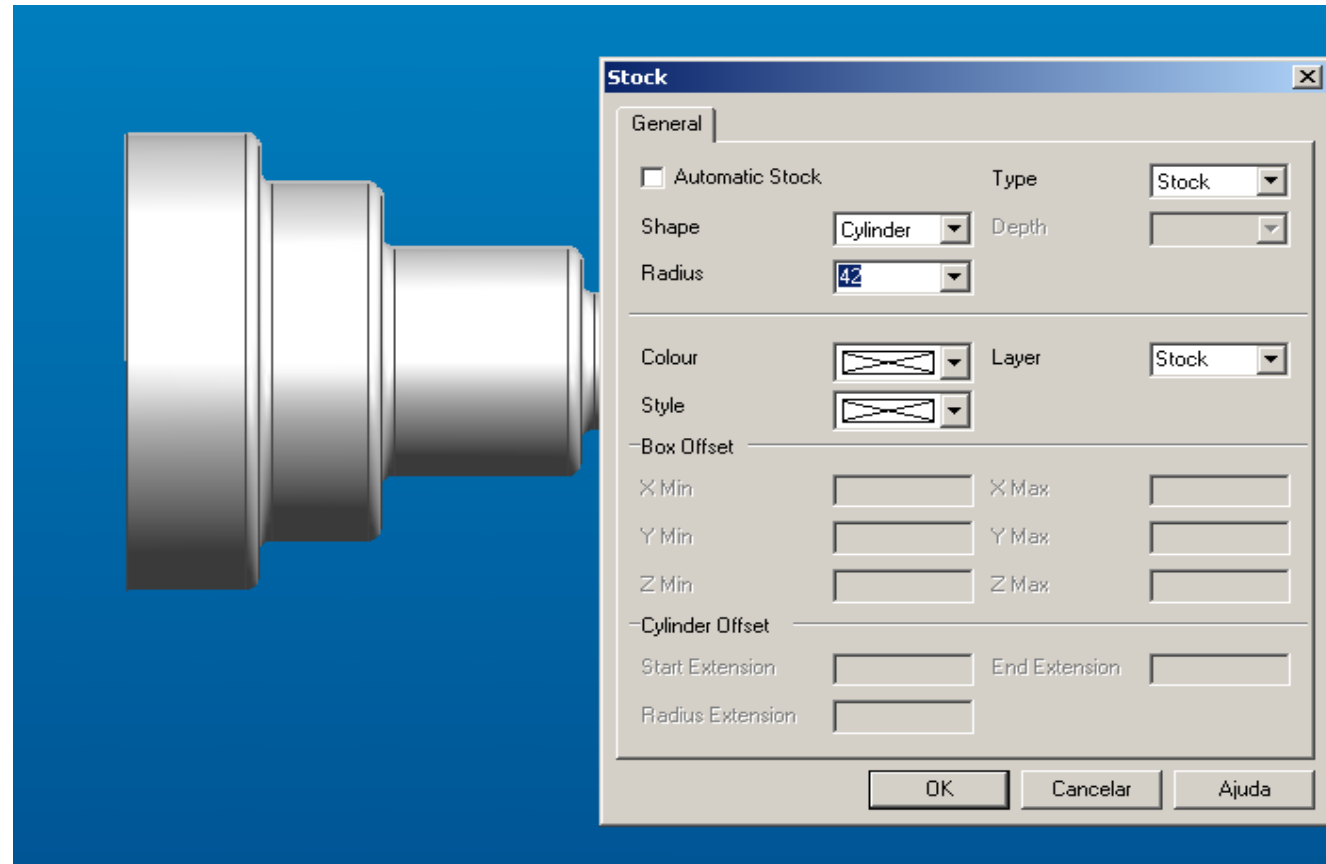 Stock
General
Automatic Stock Type Stock
Shape Cylinder Depth
Radius 42
Colour Layer Stock
Style
Box Offset
X Min X Max
Y Min Y Max
Z Min Z Max
Cylinder Offset
Start Extension End Extension
Radius Extension
OK Cancelar Ajuda